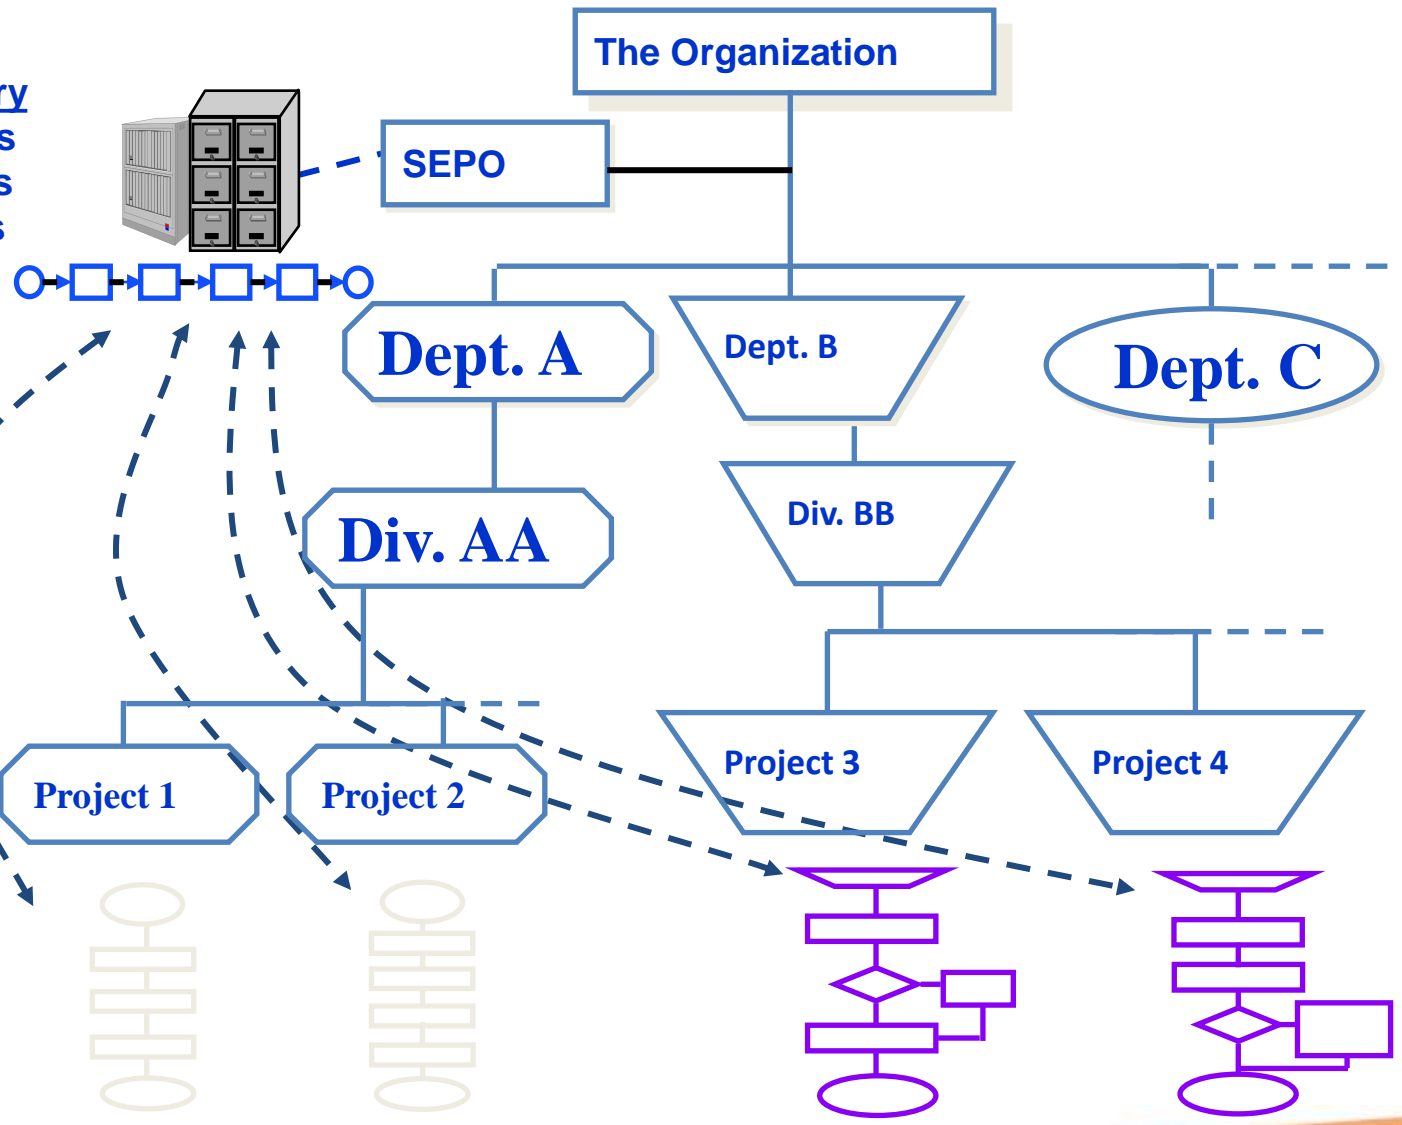 The Organization
SEPO
Dept. A
Dept. B
Dept. C
Div. AA
Div. BB
Project 1
Project 2
Project 3
Project 4